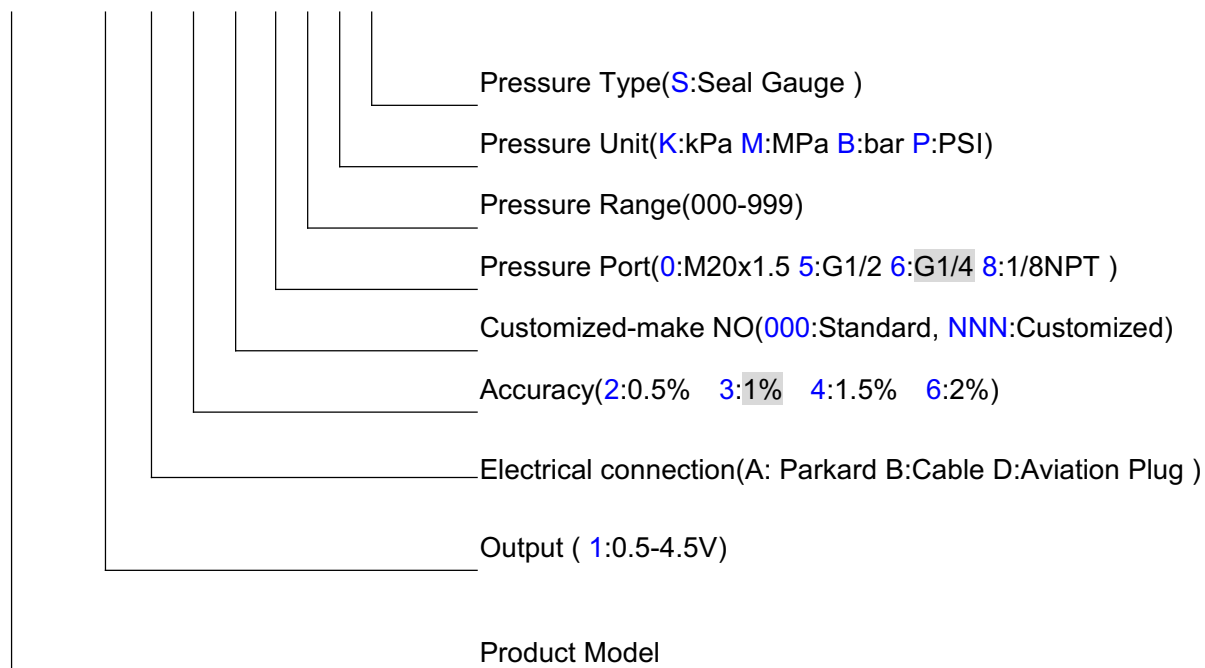 Pressure Type(S:Seal Gauge )
Pressure Unit(K:kPa M:MPa B:bar P:PSI)
Pressure Range(000-999)
Pressure Port(0:M20x1.5 5:G1/2 6:G1/4 8:1/8NPT )
Customized-make NO(000:Standard, NNN:Customized)
Accuracy(2:0.5% 3:1% 4:1.5% 6:2%)
Electrical connection(A: Parkard B:Cable D:Aviation Plug )
Output ( 1:0.5-4.5V)
Product Model